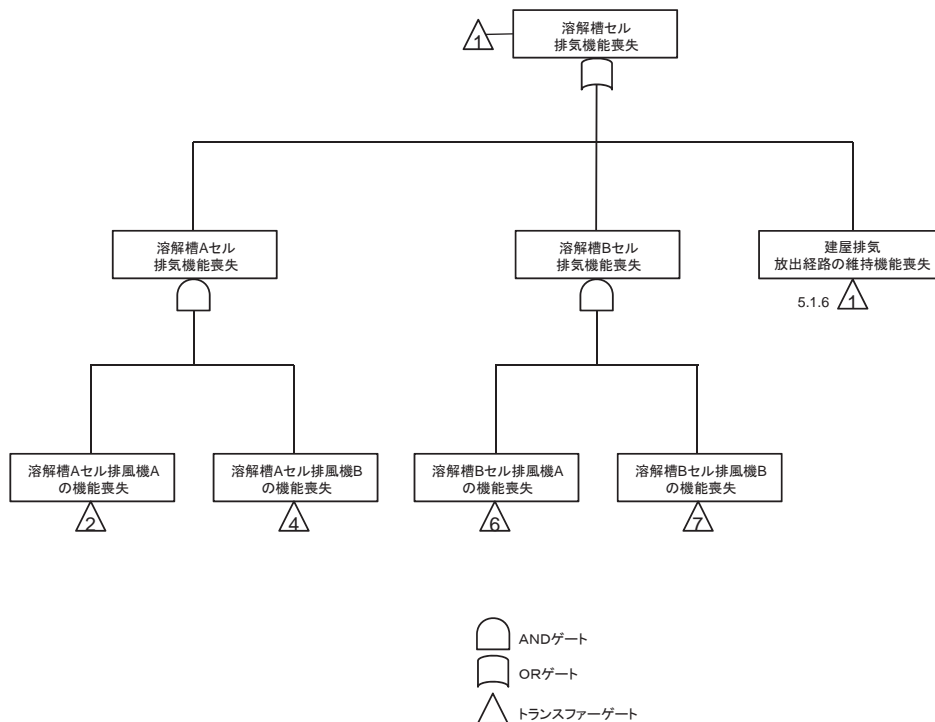 溶解槽セル
排気機能喪失
1
溶解槽Aセル
排気機能喪失
溶解槽Bセル
排気機能喪失
建屋排気
放出経路の維持機能喪失
5.1.6
1
溶解槽Aセル排風機A
の機能喪失
2
溶解槽Aセル排風機B
の機能喪失
4
溶解槽Bセル排風機A
の機能喪失
6
溶解槽Bセル排風機B
の機能喪失
7
ANDゲート
ORゲート
トランスファーゲート